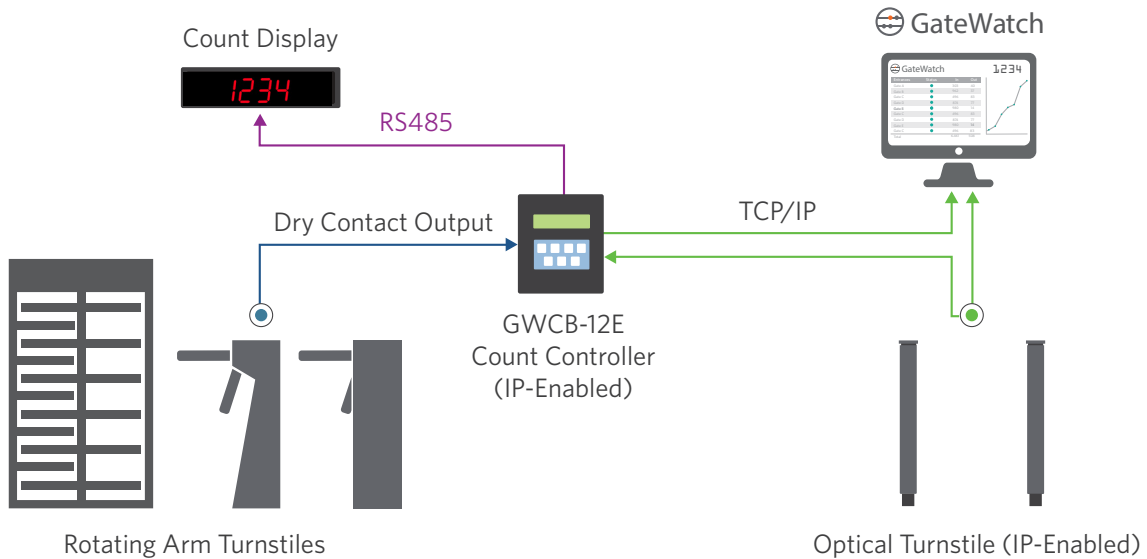 Count Display
GateWatch
1234
GateWatch
1234
RS485
Dry Contact Output
TCP/IP
GWCB-12E
Count Controller
(IP-Enabled)
Rotating Arm Turnstiles
Optical Turnstile (IP-Enabled)